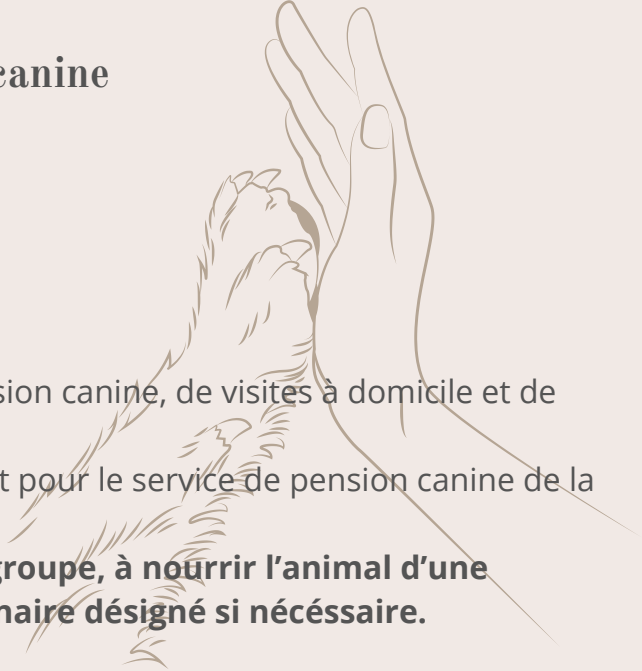 canine
sion canine, de visites à domicile et de
t pour le service de pension canine de la
groupe, à nourrir l’animal d’une
naire désigné si nécéssaire.